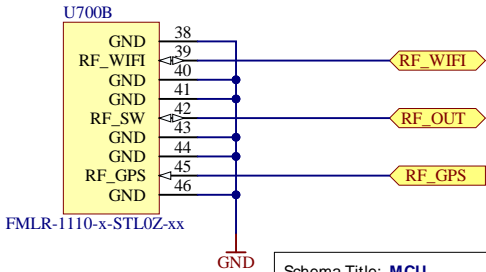 U700B
GND 38
RF_WIFI 39 RF_WIFI
GND 40
GND 41
RF_SW 42 RF_OUT
GND 43
GND 44
RF_GPS 45 RF_GPS
GND 46
FMLR-1110-x-STL0Z-xx
GND
Schema Title: MCU